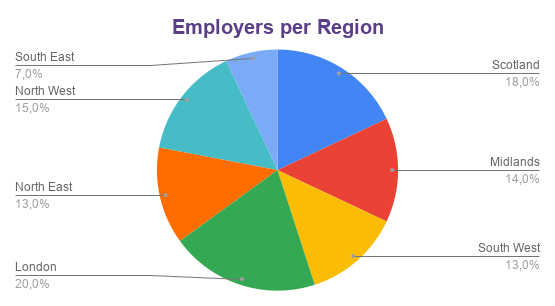 Employers per Region
South East
7,0%
North West
15,0%
North East
13,0%
London
20,0%
Scotland
18,0%
Midlands
14,0%
South West
13,0%